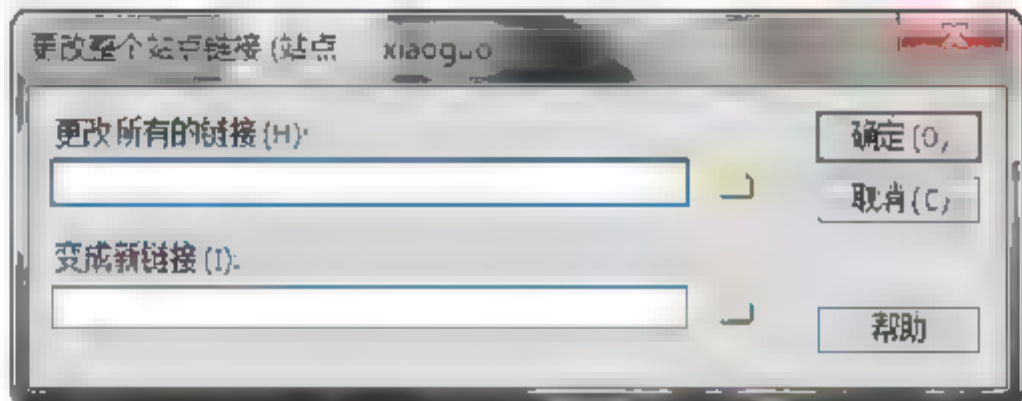 更改整个站点链接(站点 xiaoguo
更改所有的链接(H):
确定(O)
取消(C)
变成新链接(I):
帮助